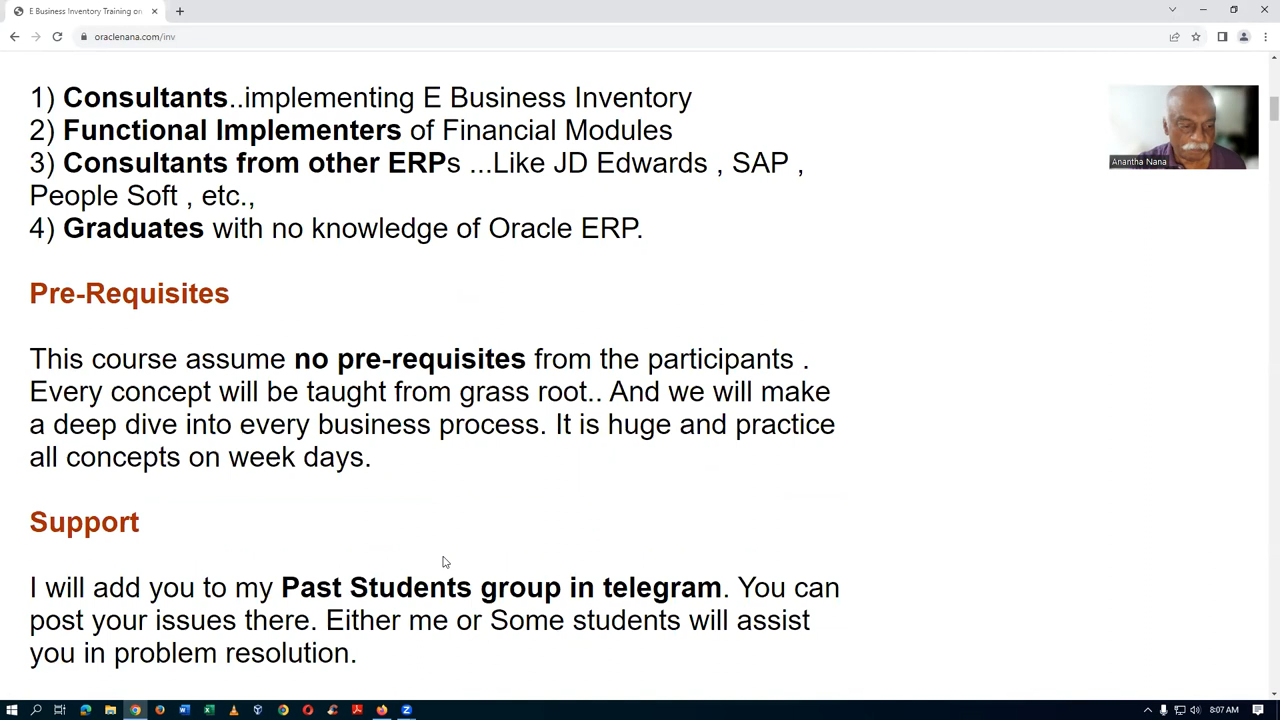 E Business Inventory Training on
oraclenana.com/inv
1) Consultants..implementing E Business Inventory
2) Functional Implementers of Financial Modules
3) Consultants from other ERPs ...Like JD Edwards , SAP ,
People Soft , etc.,
4) Graduates with no knowledge of Oracle ERP.
Anantha Nana
Pre-Requisites
This course assume no pre-requisites from the participants .
Every concept will be taught from grass root.. And we will make
a deep dive into every business process. It is huge and practice
all concepts on week days.
Support
I will add you to my Past Students group in telegram. You can
post your issues there. Either me or Some students will assist
you in problem resolution.
8:07 AM